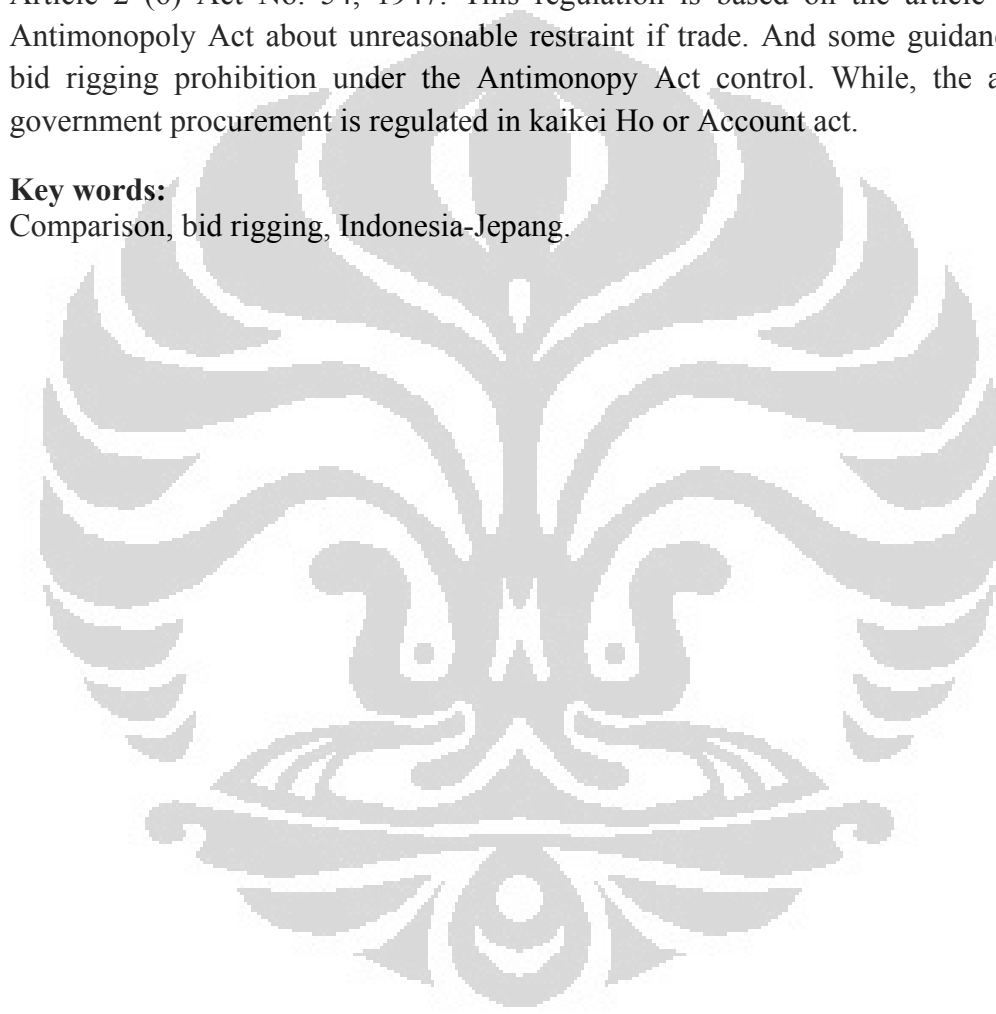 Article 2 (6) Act No. 54, 1947. This regulation is based on the article
Antimonopoly Act about unreasonable restraint if trade. And some guidanc
bid rigging prohibition under the Antimonopy Act control. While, the a
government procurement is regulated in kaikei Ho or Account act.
Key words:
Comparison, bid rigging, Indonesia-Jepang.